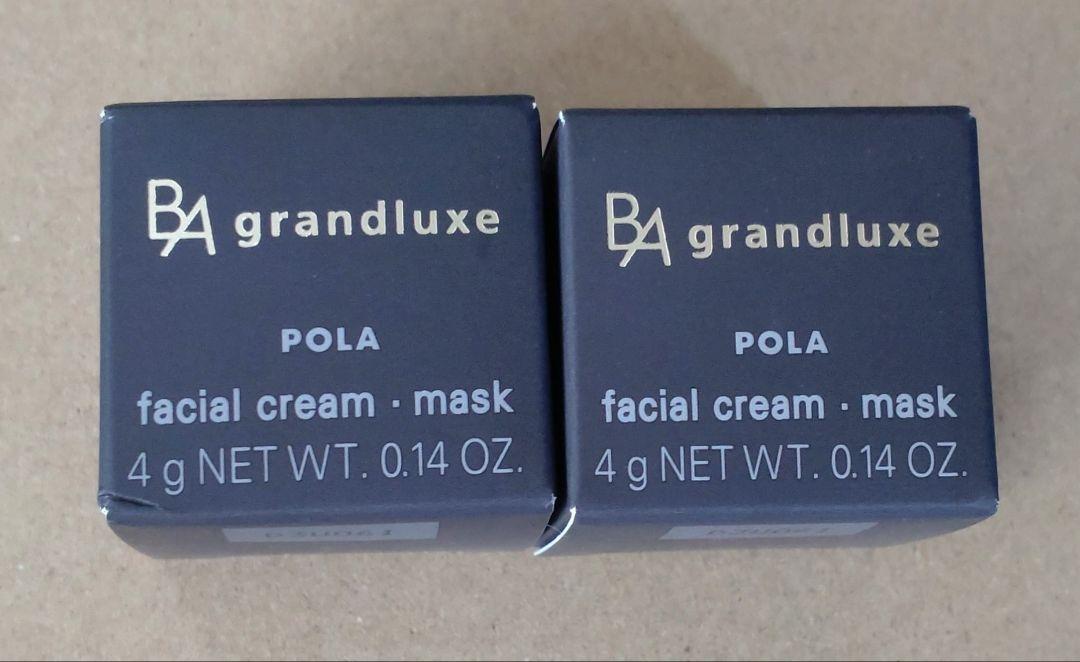 BA grandluxe
POLA
facial cream · mask
4 g NET WT. 0.14 OZ.
BA grandluxe
POLA
facial cream · mask
4 g NET WT. 0.14 OZ.